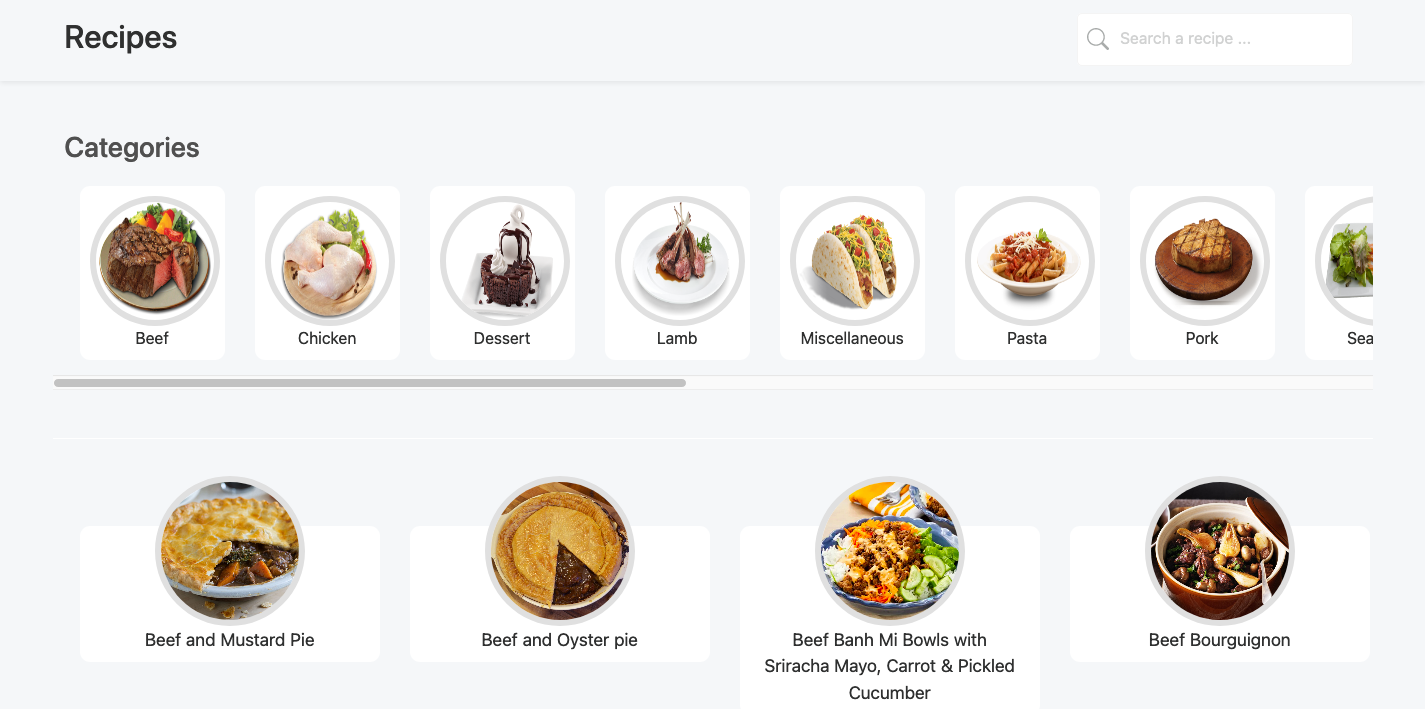 Recipes
Search a recipe ...
Categories
Beef
Chicken
Dessert
Lamb
Miscellaneous
Pasta
Pork
Sea
Beef and Mustard Pie
Beef and Oyster pie
Beef Banh Mi Bowls with
Sriracha Mayo, Carrot & Pickled
Cucumber
Beef Bourguignon